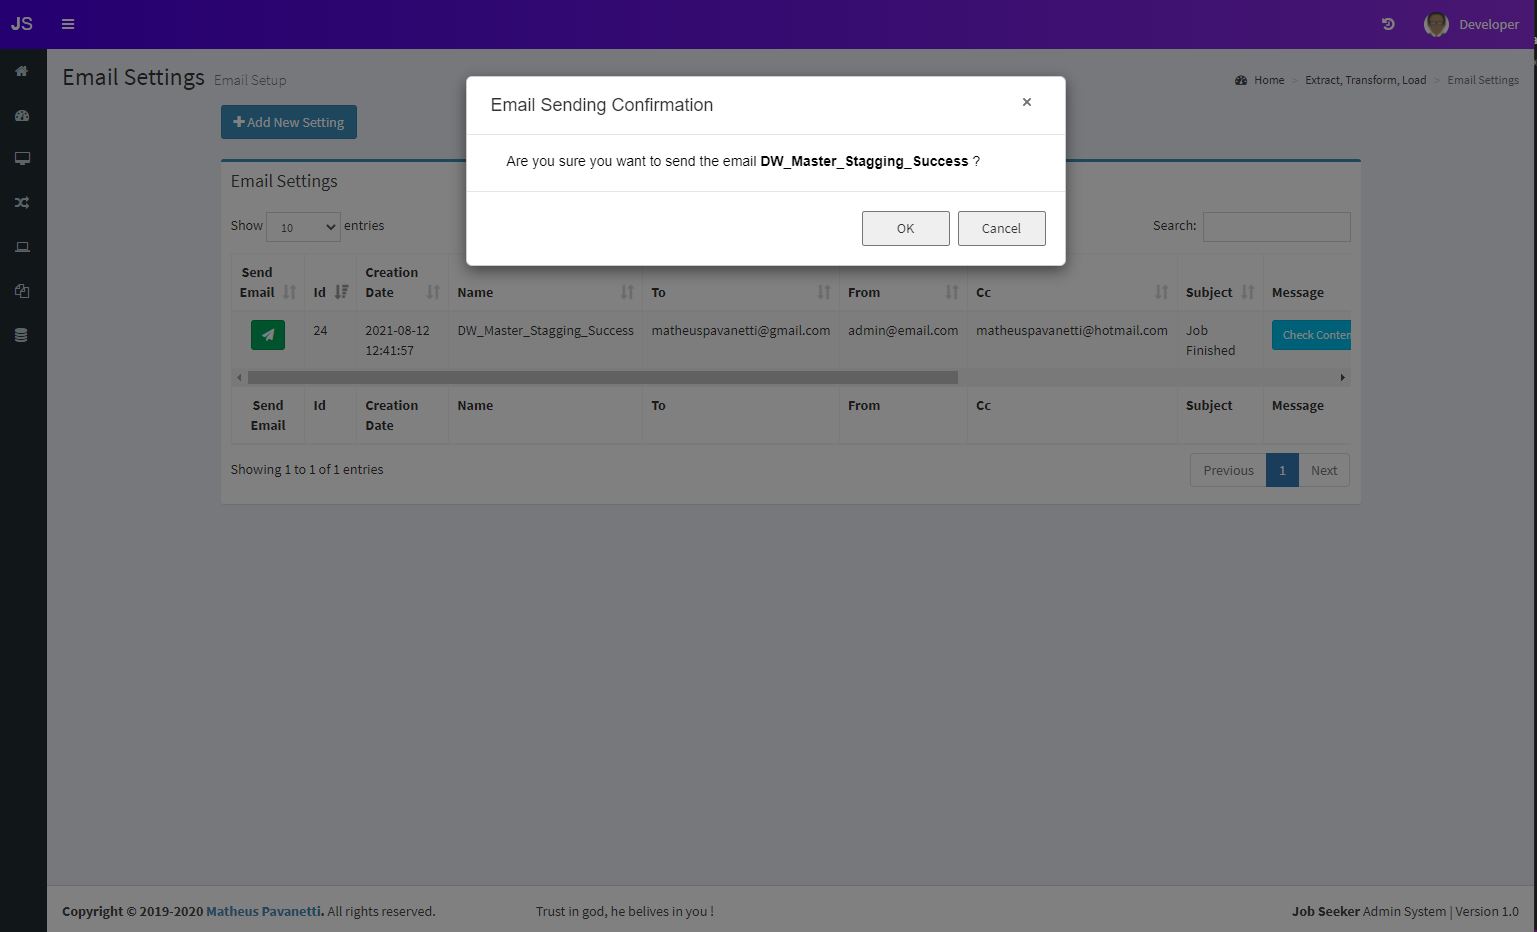 JS
Developer
Email Settings Email Setup
Home > Extract, Transform, Load > Email Settings
Add New Setting
Email Sending Confirmation ×
Are you sure you want to send the email DW_Master_Stagging_Success ?
OK Cancel
Email Settings
Show 10 entries
Search:
Send Email Id Creation Date Name To From Cc Subject Message
24 2021-08-12 12:41:57 DW_Master_Stagging_Success matheuspavanetti@gmail.com admin@email.com matheuspavanetti@hotmail.com Job Finished Check Conter
Send Email Id Creation Date Name To From Cc Subject Message
Showing 1 to 1 of 1 entries
Previous 1 Next
Copyright © 2019-2020 Matheus Pavanetti. All rights reserved.
Trust in god, he belives in you !
Job Seeker Admin System | Version 1.0